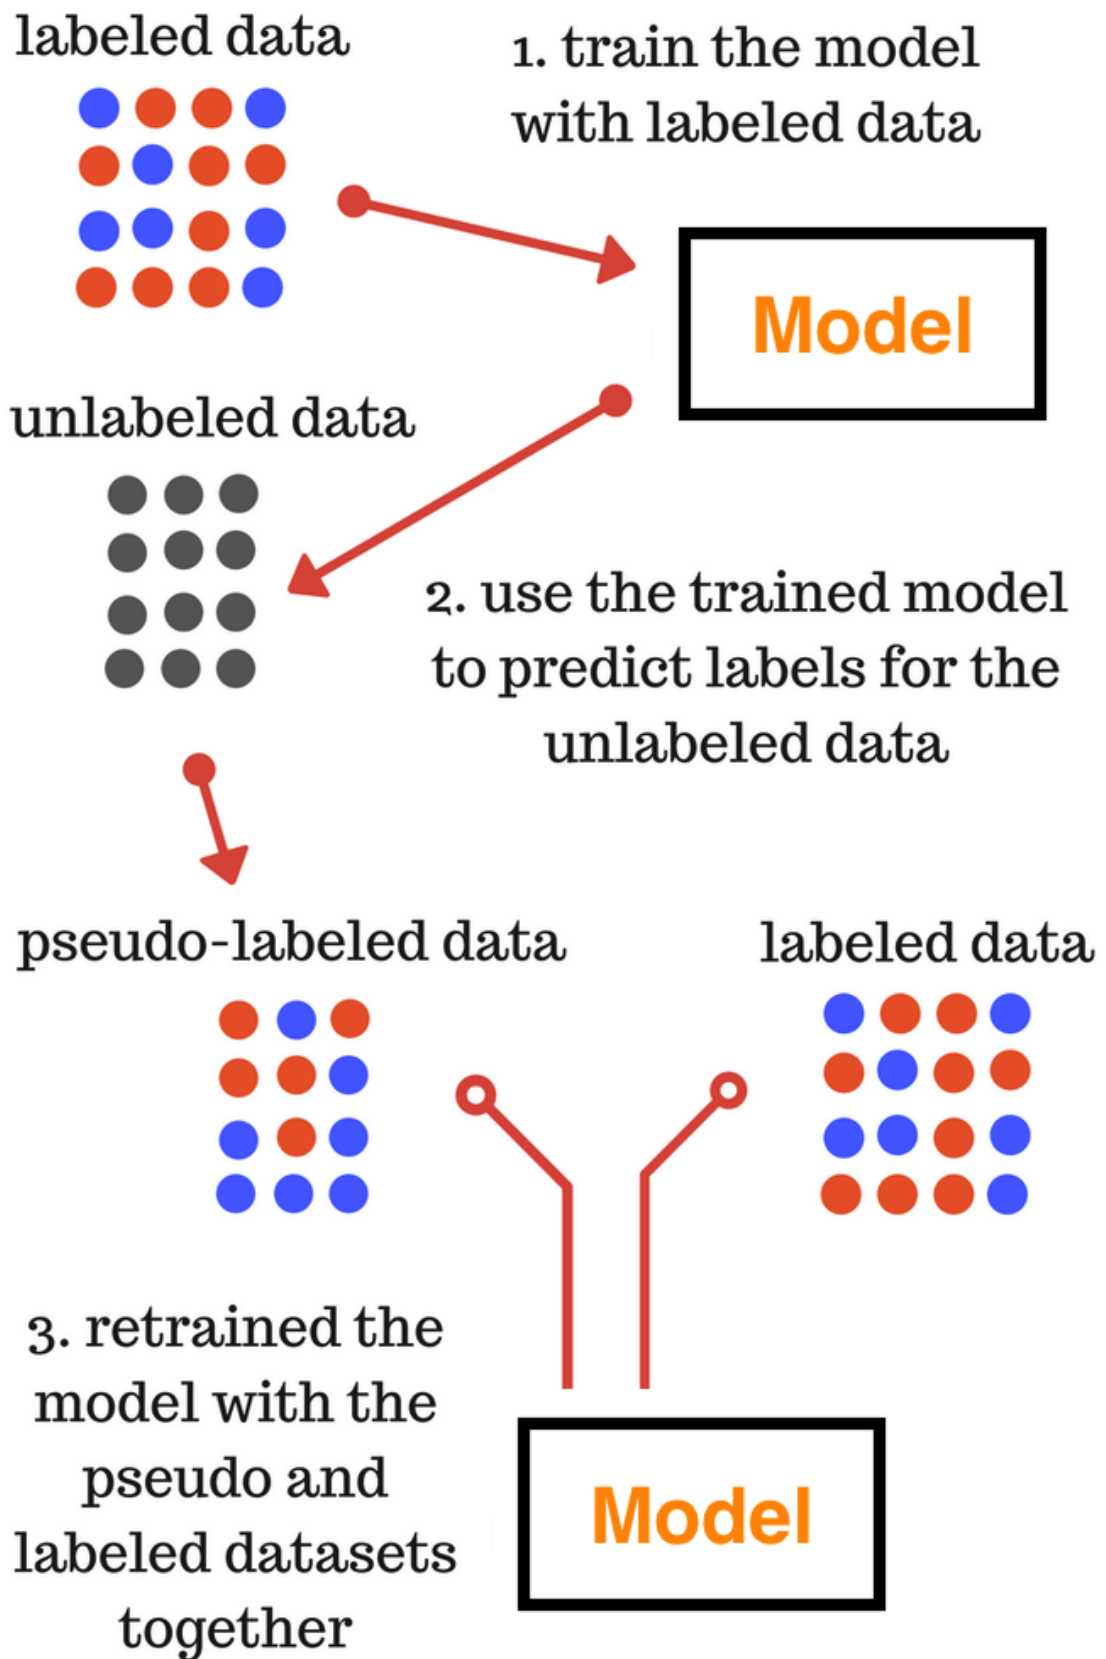 labeled data
1. train the model
with labeled data
Model
unlabeled data
2. use the trained model
to predict labels for the
unlabeled data
pseudo-labeled data
labeled data
3. retrained the
model with the
pseudo and
labeled datasets
together
Model